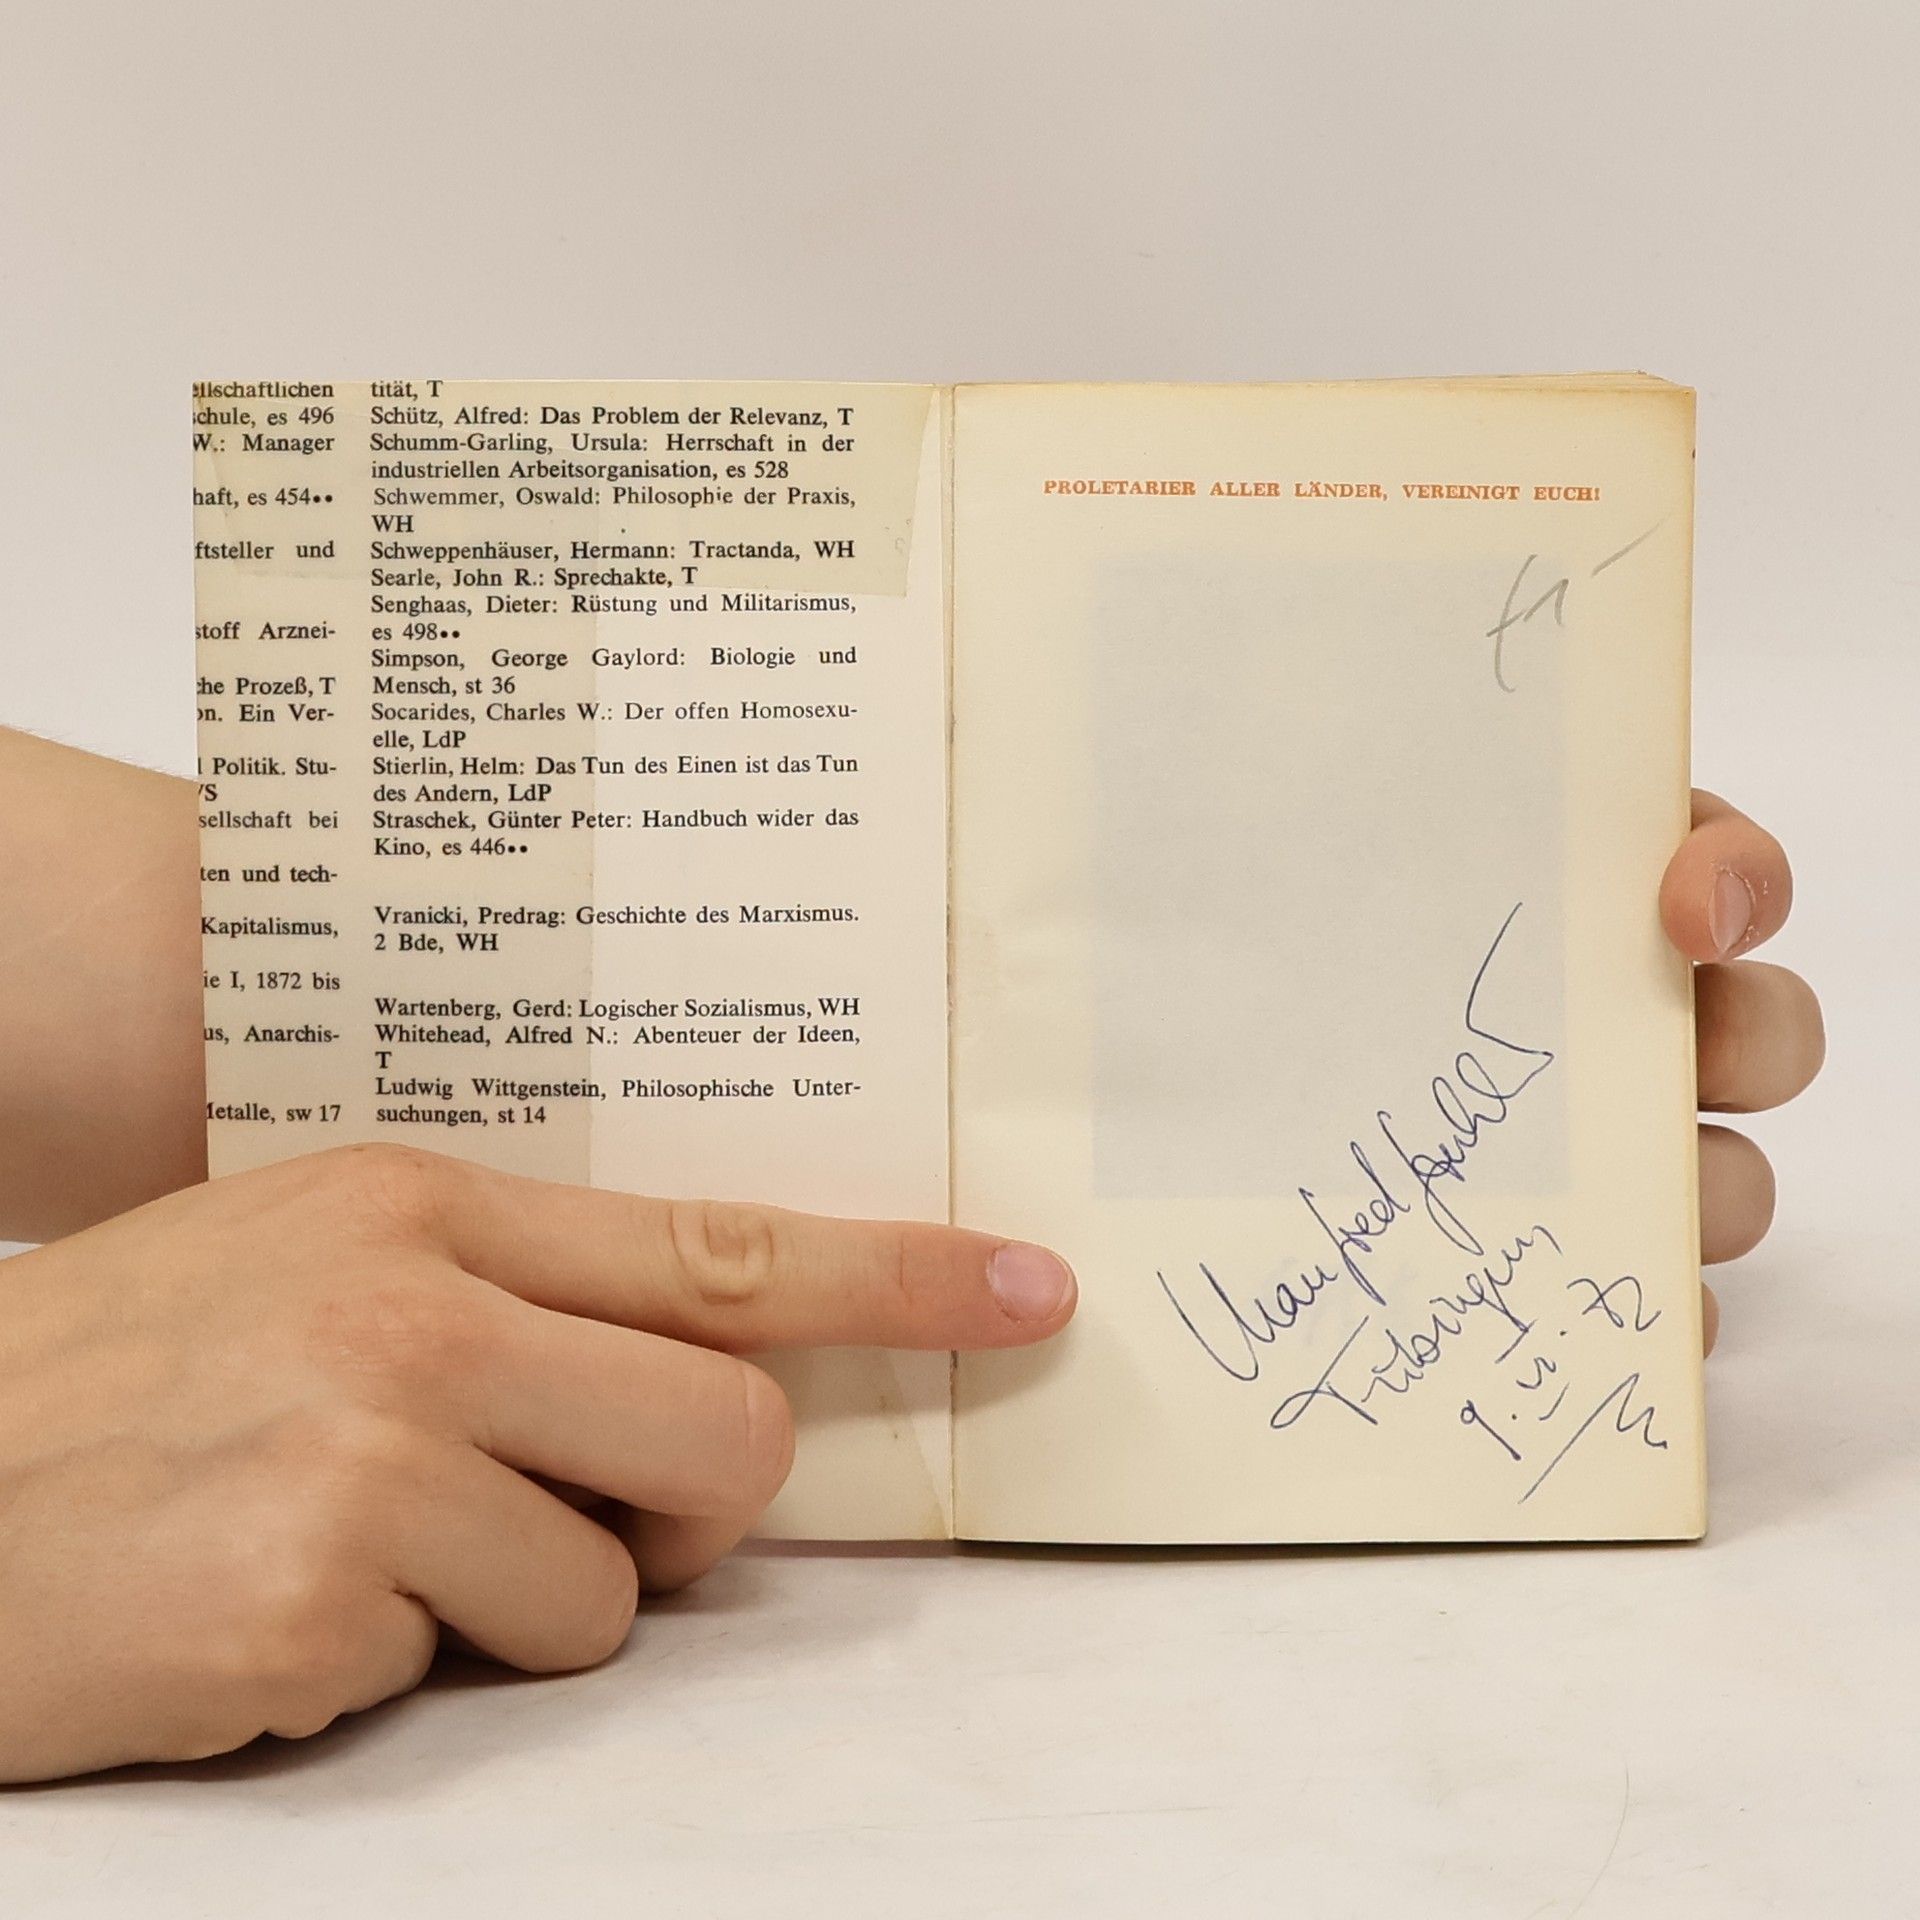 ellschaftlichen
schule, es 496
W.: Manager
haft, es 454••
ftsteller und
stoff Arznei-
che Prozeß, T
on. Ein Ver-
l Politik. Stu-
/S
sellschaft bei
ten und tech-
Kapitalismus,
ie I, 1872 bis
us, Anarchis-
Metalle, sw 17
tität, T
Schütz, Alfred: Das Problem der Relevanz, T
Schumm-Garling, Ursula: Herrschaft in der
industriellen Arbeitsorganisation, es 528
Schwemmer, Oswald: Philosophie der Praxis,
WH
Schweppenhäuser, Hermann: Tractanda, WH
Searle, John R.: Sprechakte, T
Senghaas, Dieter: Rüstung und Militarismus,
es 498••
Simpson, George Gaylord: Biologie und
Mensch, st 36
Socarides, Charles W.: Der offen Homosexu-
elle, LdP
Stierlin, Helm: Das Tun des Einen ist das Tun
des Andern, LdP
Straschek, Günter Peter: Handbuch wider das
Kino, es 446••
Vranicki, Predrag: Geschichte des Marxismus.
2 Bde, WH
Wartenberg, Gerd: Logischer Sozialismus, WH
Whitehead, Alfred N.: Abenteuer der Ideen,
T
Ludwig Wittgenstein, Philosophische Unter-
suchungen, st 14
PROLETARIER ALLER LÄNDER, VEREINIGT EUCH!
Manfred
Tübingen